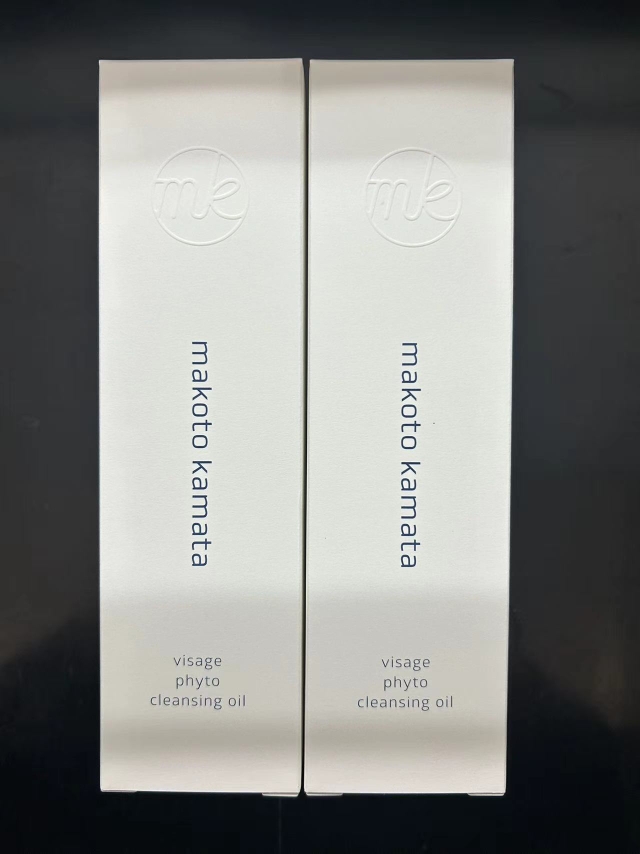 mk
makoto kamata
visage
phyto
cleansing oil
mk
makoto kamata
visage
phyto
cleansing oil